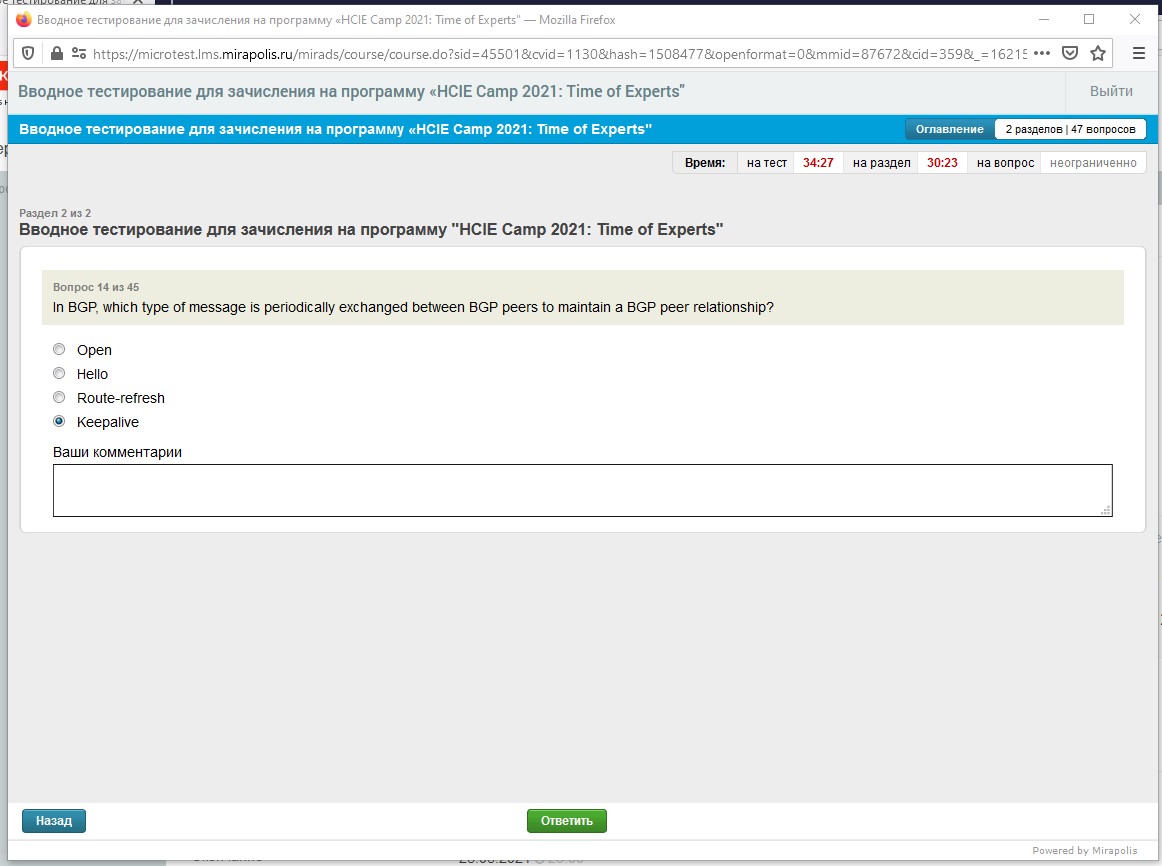 Вводное тестирование для зачисления на программу «HCIE Camp 2021: Time of Experts" — Mozilla Firefox
https://microtest.lms.mirapolis.ru/mirads/course/course.do?sid=45501&cvid=1130&hash=1508477&openformat=0&mmid=87672&cid=359&_=16215
Вводное тестирование для зачисления на программу «HCIE Camp 2021: Time of Experts"
Выйти
Вводное тестирование для зачисления на программу «HCIE Camp 2021: Time of Experts"
Оглавление 2 разделов | 47 вопросов
Время: на тест 34:27 на раздел 30:23 на вопрос неограниченно
Раздел 2 из 2
Вводное тестирование для зачисления на программу "HCIE Camp 2021: Time of Experts"
Вопрос 14 из 45
In BGP, which type of message is periodically exchanged between BGP peers to maintain a BGP peer relationship?
Open
Hello
Route-refresh
Keepalive
Ваши комментарии
Назад
Ответить
Powered by Mirapolis